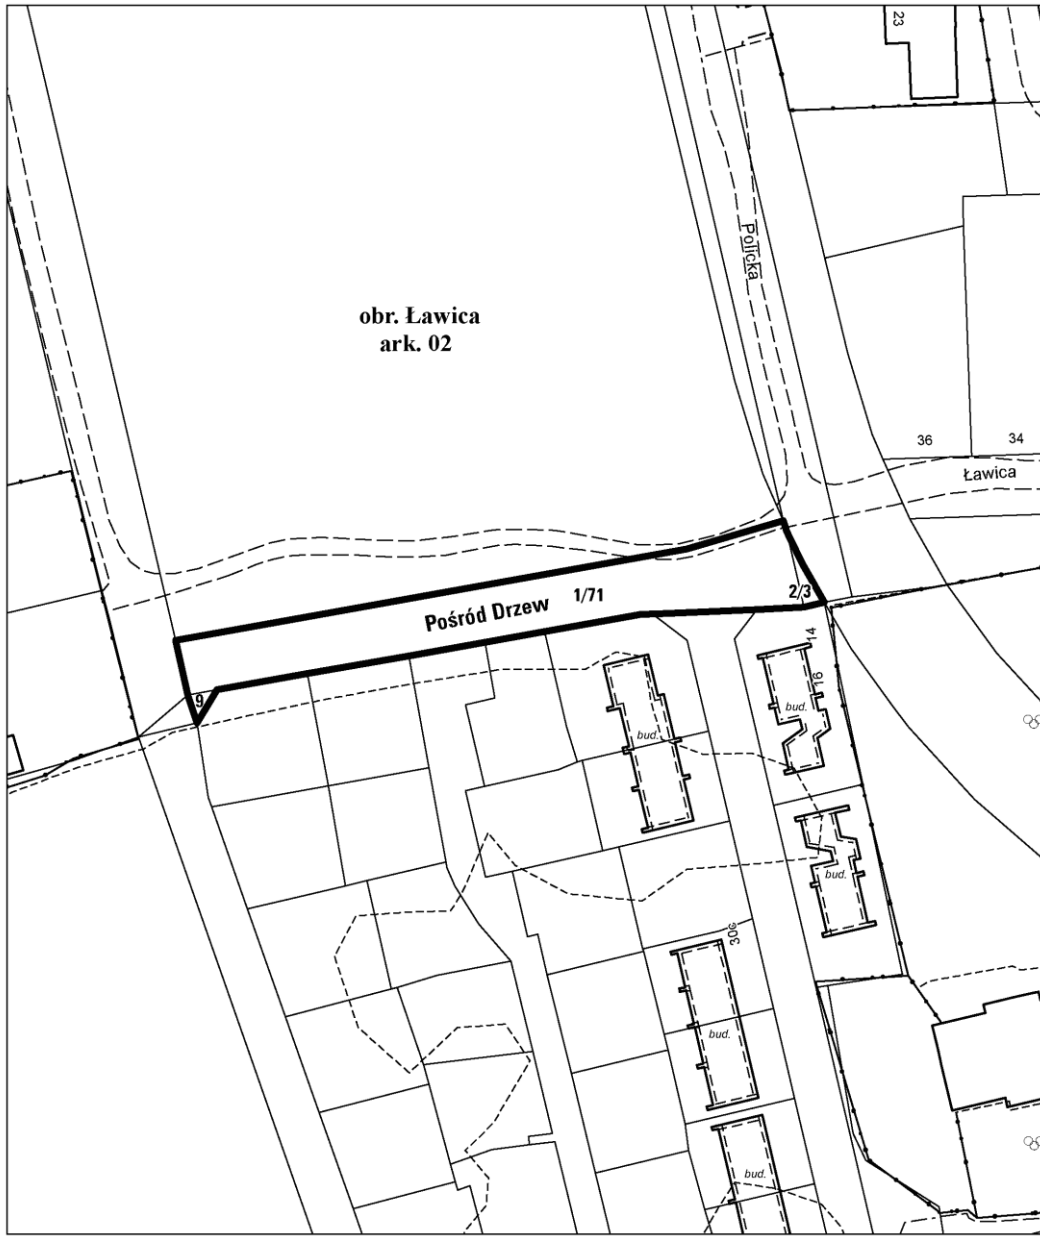 23
Policka
obr. Ławica
ark. 02
36
34
Ławica
Pośród Drzew
1/71
2/3
9
14
16
bud.
bud.
bud.
30c
bud.
bud.